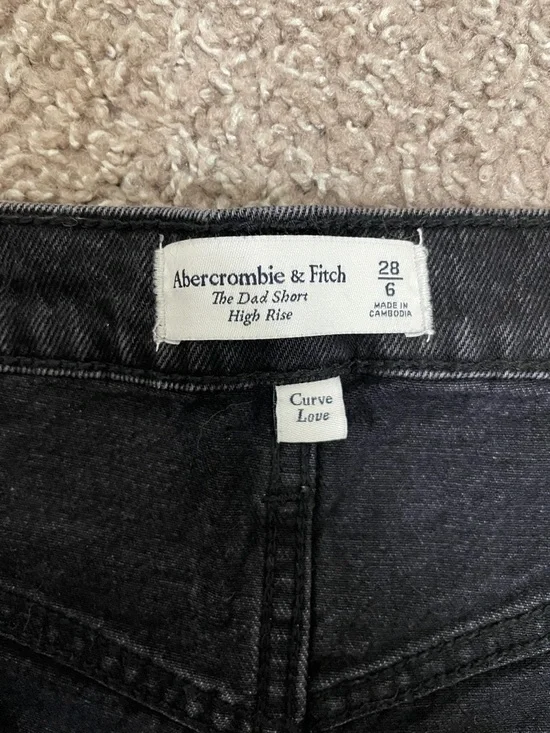 Abercrombie & Fitch
The Dad Short
High Rise
28
6
MADE IN
CAMBODIA
Curve
Love